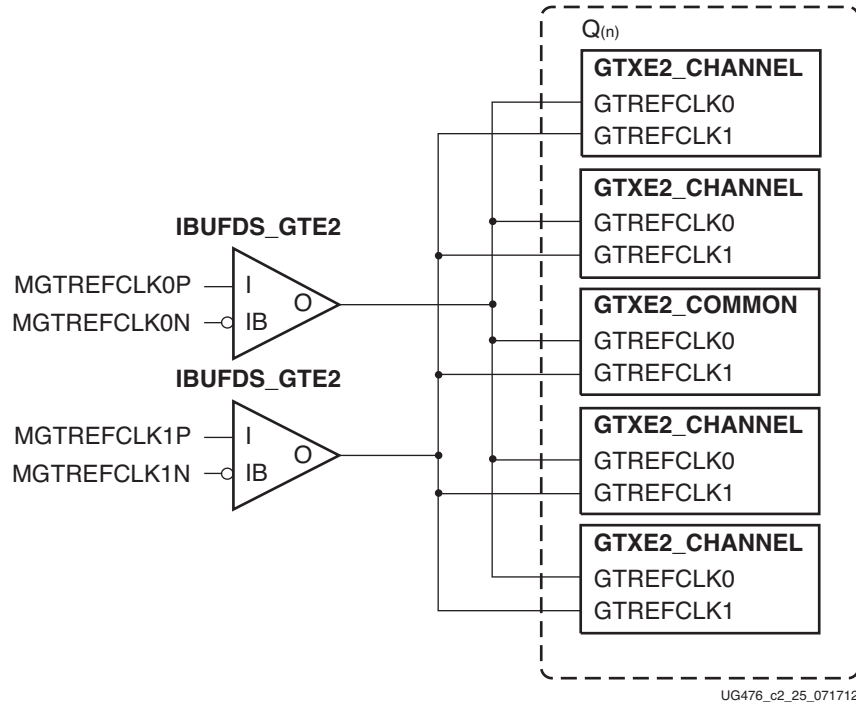 Q(n)
GTXE2_CHANNEL
GTREFCLK0
GTREFCLK1
GTXE2_CHANNEL
GTREFCLK0
GTREFCLK1
IBUFDS_GTE2
MGTREFCLK0P
I
O
MGTREFCLK0N
IB
GTXE2_COMMON
GTREFCLK0
GTREFCLK1
IBUFDS_GTE2
MGTREFCLK1P
I
O
MGTREFCLK1N
IB
GTXE2_CHANNEL
GTREFCLK0
GTREFCLK1
GTXE2_CHANNEL
GTREFCLK0
GTREFCLK1
UG476_c2_25_071712